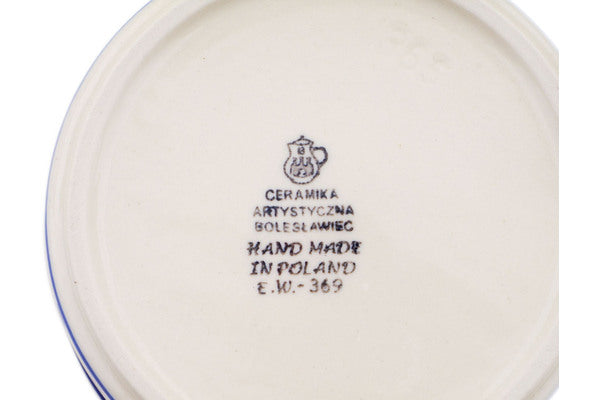 CERAMIKA
ARTYSTYCZNA
BOLESŁAWIEC
HAND MADE
IN POLAND
E.W.- 369